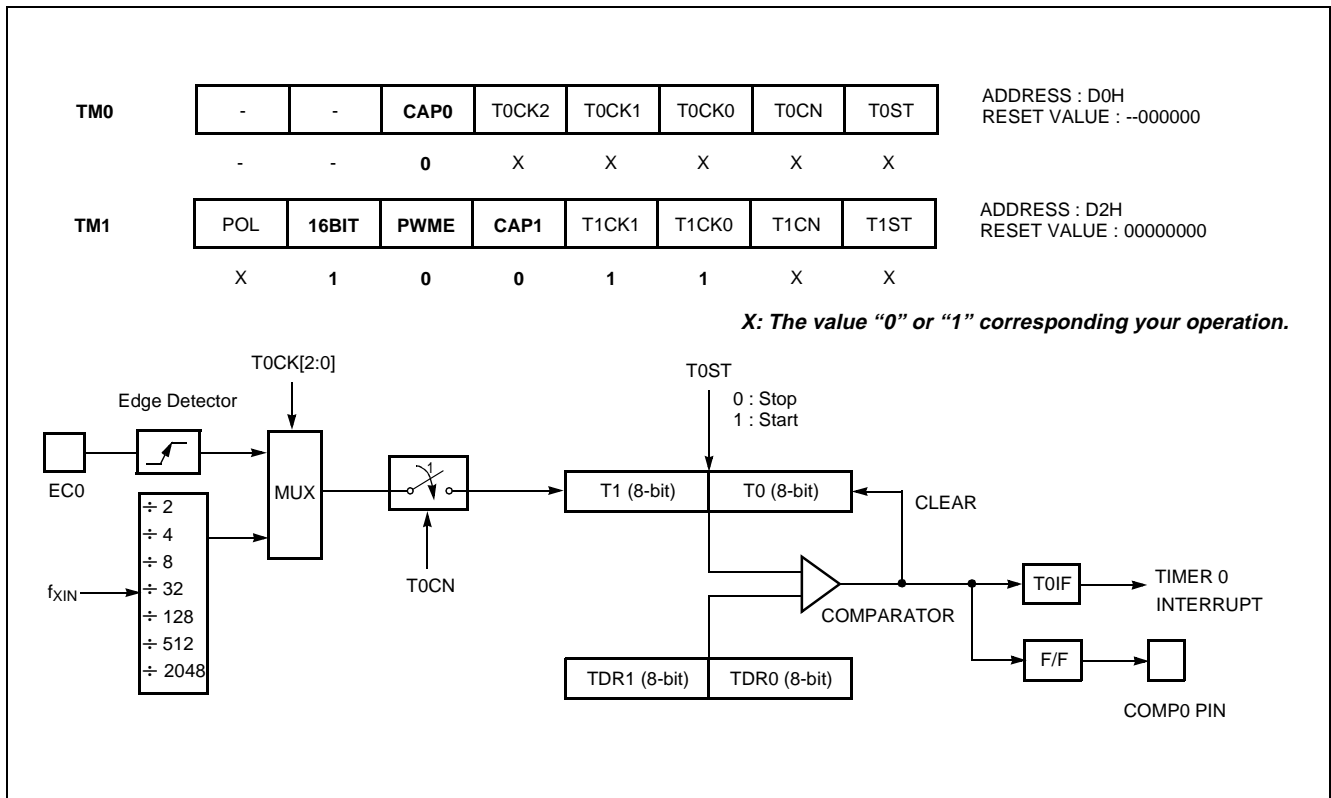 TM0 - - CAP0 T0CK2 T0CK1 T0CK0 T0CN T0ST ADDRESS : D0H
RESET VALUE : --000000
- - 0 X X X X X
TM1 POL 16BIT PWME CAP1 T1CK1 T1CK0 T1CN T1ST ADDRESS : D2H
RESET VALUE : 00000000
X 1 0 0 1 1 X X
X: The value “0” or “1” corresponding your operation.
T0CK[2:0]
Edge Detector
EC0
MUX
÷ 2
÷ 4
÷ 8
÷ 32
÷ 128
÷ 512
÷ 2048
fXIN
1
T0CN
T0ST
0 : Stop
1 : Start
T1 (8-bit) T0 (8-bit)
CLEAR
COMPARATOR
TDR1 (8-bit) TDR0 (8-bit)
T0IF
TIMER 0
INTERRUPT
F/F
COMP0 PIN